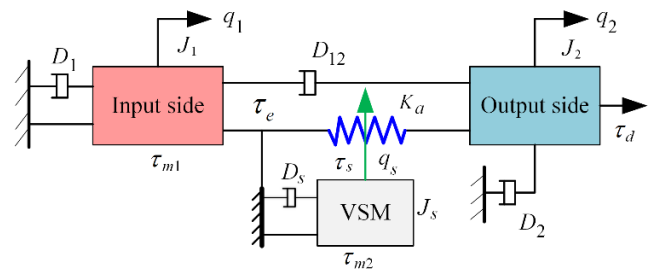 q₁ q₂
J₁ J₂
D₁ D₁₂
Input side τₑ Kₐ Output side
τ_d
τₘ₁ τₛ qₛ
Dₛ VSM Jₛ D₂
τₘ₂